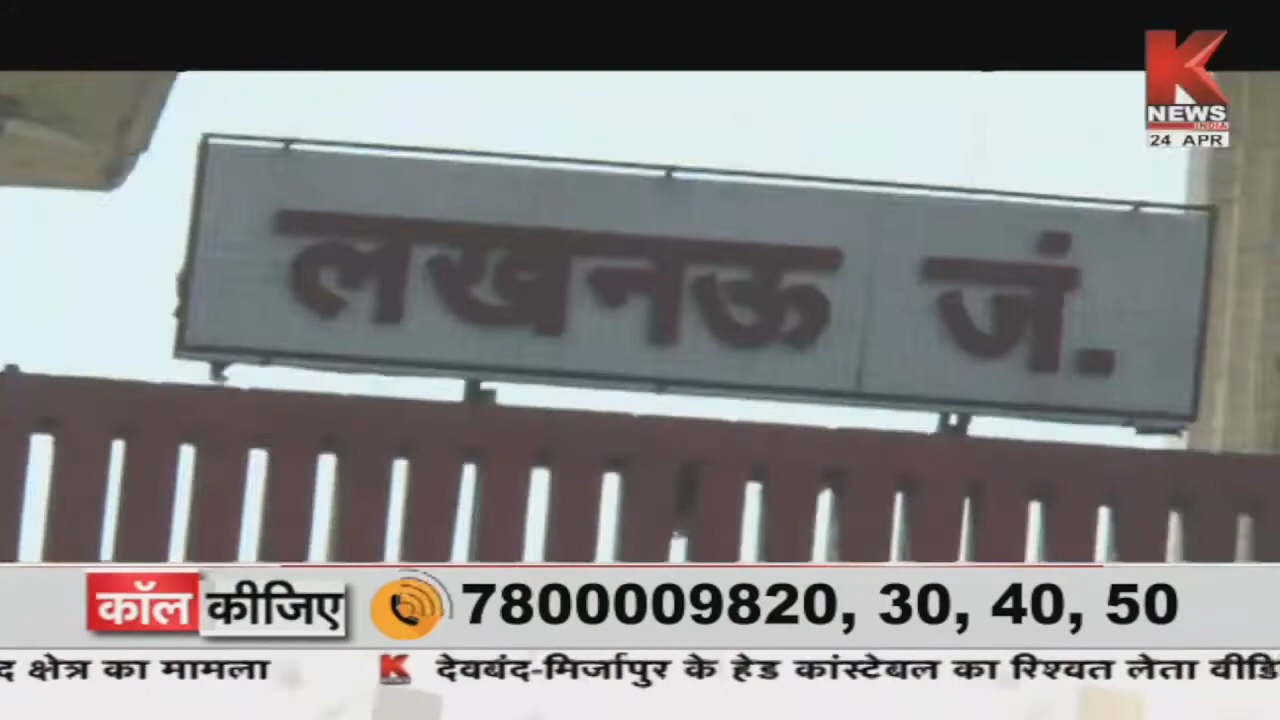 K
NEWS
INDIA
24 APR
लखनऊ जं.
कॉल कीजिए 7800009820, 30, 40, 50
क्षेत्र का मामला K देवबंद-मिर्जापुर के हेड कांस्टेबल का रिश्वत लेता